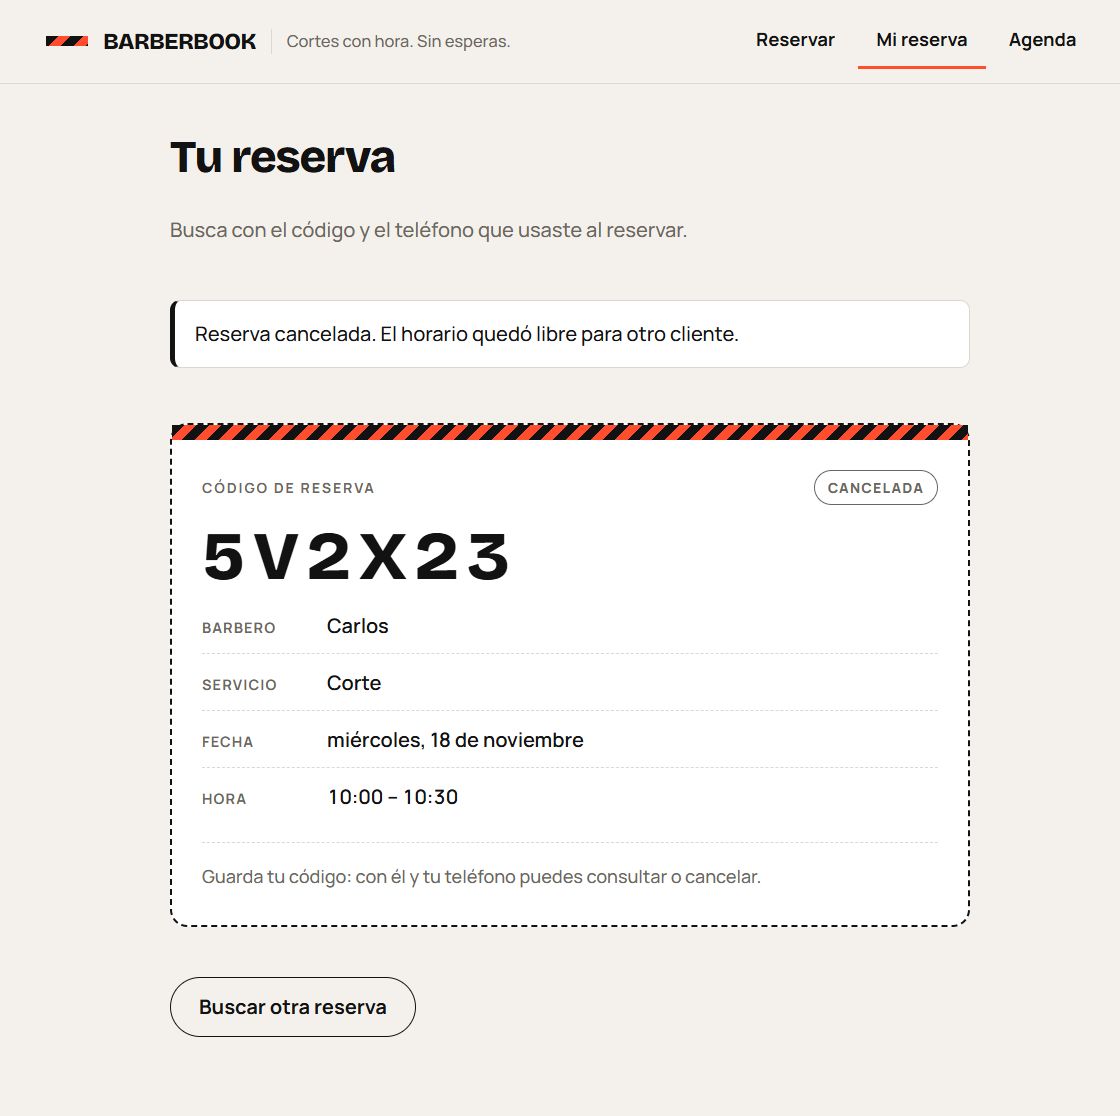 BARBERBOOK
Cortes con hora. Sin esperas.
Reservar
Mi reserva
Agenda
Tu reserva
Busca con el código y el teléfono que usaste al reservar.
Reserva cancelada. El horario quedó libre para otro cliente.
CÓDIGO DE RESERVA
CANCELADA
5V2X23
BARBERO Carlos
SERVICIO Corte
FECHA miércoles, 18 de noviembre
HORA 10:00 – 10:30
Guarda tu código: con él y tu teléfono puedes consultar o cancelar.
Buscar otra reserva